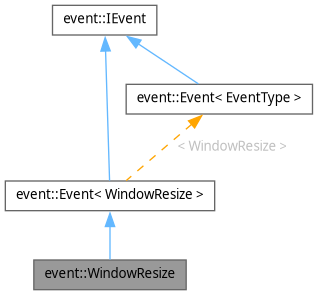 event::IEvent
event::Event< EventType >
< WindowResize >
event::Event< WindowResize >
event::WindowResize